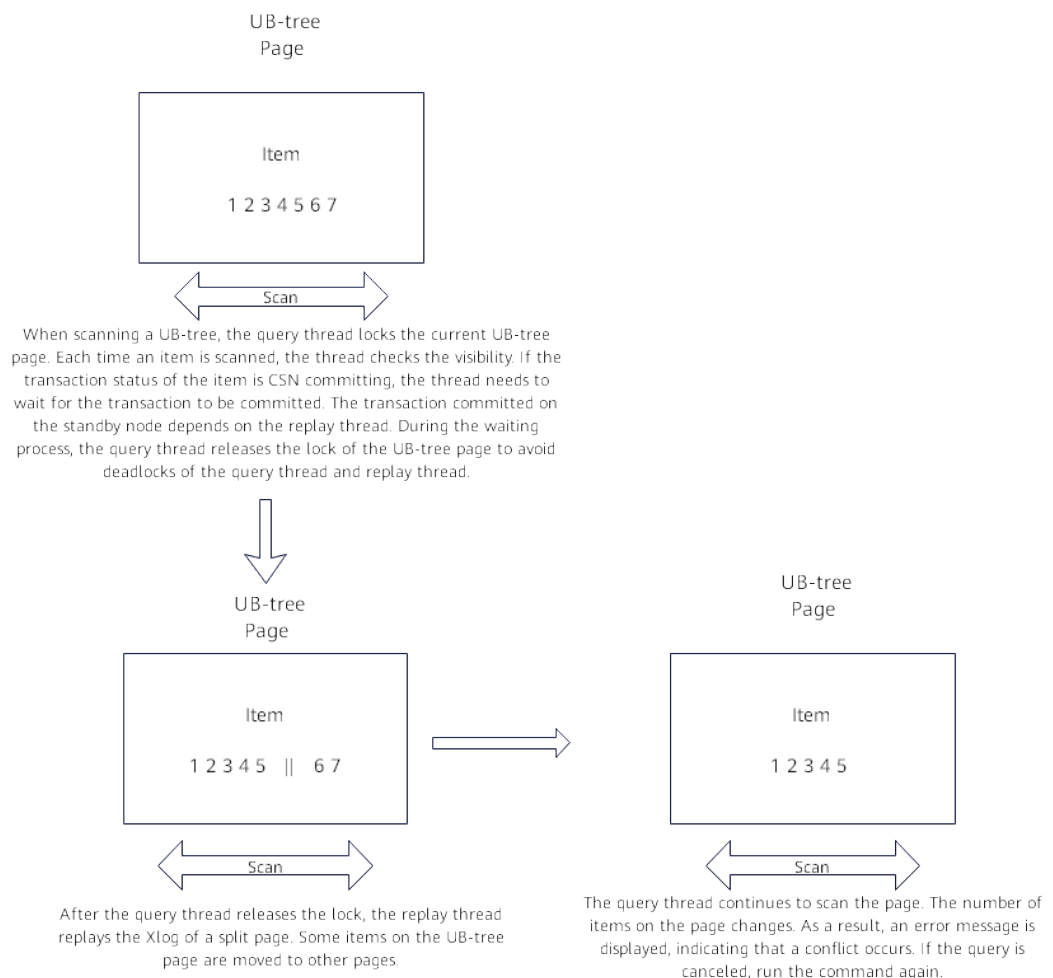 UB-tree
Page
Item
1 2 3 4 5 6 7
Scan
When scanning a UB-tree, the query thread locks the current UB-tree
page. Each time an item is scanned, the thread checks the visibility. If the
transaction status of the item is CSN committing, the thread needs to
wait for the transaction to be committed. The transaction committed on
the standby node depends on the replay thread. During the waiting
process, the query thread releases the lock of the UB-tree page to avoid
deadlocks of the query thread and replay thread.
UB-tree
Page
Item
1 2 3 4 5 || 6 7
Scan
After the query thread releases the lock, the replay thread
replays the Xlog of a split page. Some items on the UB-tree
page are moved to other pages.
UB-tree
Page
Item
1 2 3 4 5
Scan
The query thread continues to scan the page. The number of
items on the page changes. As a result, an error message is
displayed, indicating that a conflict occurs. If the query is
canceled, run the command again.